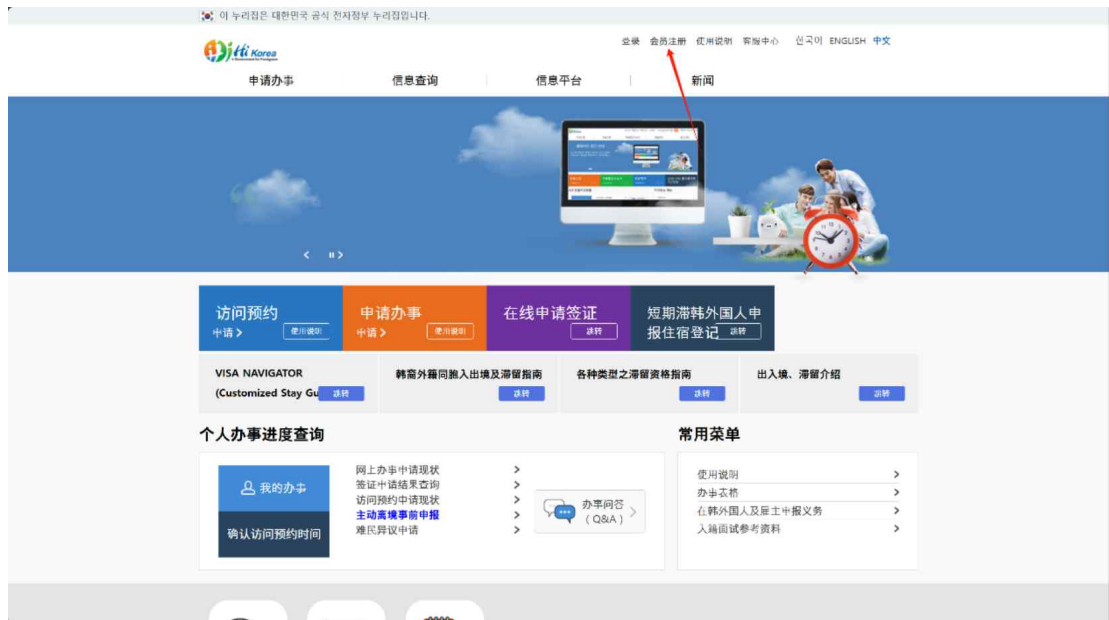 이 누리집은 대한민국 공식 전자정부 누리집입니다.
Hi Korea
登录 会员注册 使用说明 客服中心 한국어 ENGLISH 中文
申请办事 信息查询 信息平台 新闻
访问预约
申请 > 使用说明
申请办事
申请 > 使用说明
在线申请签证
跳转
短期滞韩外国人申
报住宿登记 跳转
VISA NAVIGATOR
(Customized Stay Gu 跳转
韩裔外籍同胞入出境及滞留指南
跳转
各种类型之滞留资格指南
跳转
出入境、滞留介绍
跳转
个人办事进度查询
我的办事
确认访问预约时间
网上办事申请现状 >
签证申请结果查询 >
访问预约申请现状 >
主动离境事前申报 >
难民异议申请 >
办事问答
( Q&A ) >
常用菜单
使用说明 >
办事表格 >
在韩外国人及雇主申报义务 >
入籍面试参考资料 >